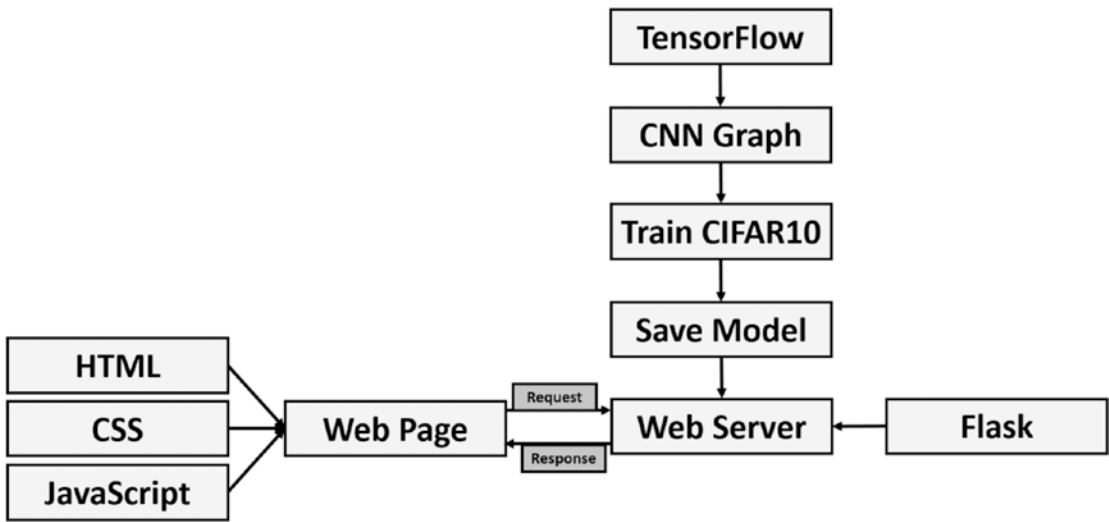 TensorFlow
CNN Graph
Train CIFAR10
Save Model
HTML
CSS
JavaScript
Web Page
Request
Response
Web Server
Flask